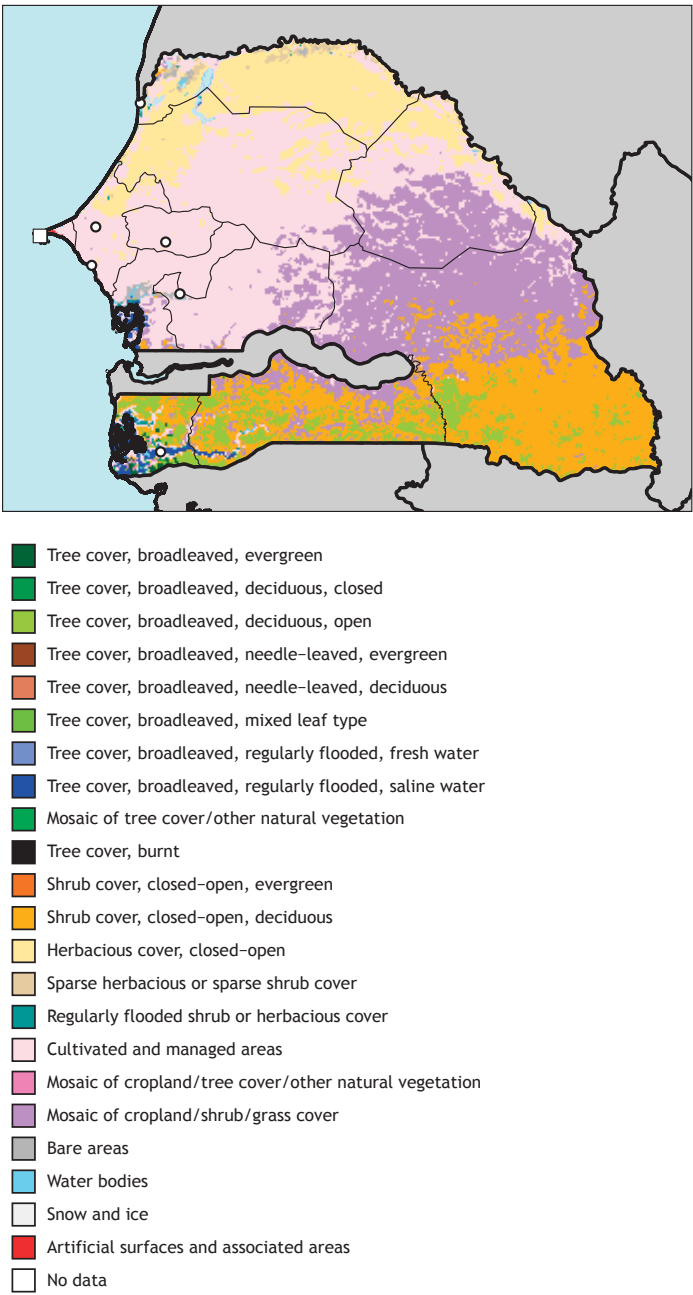 Tree cover, broadleaved, evergreen
Tree cover, broadleaved, deciduous, closed
Tree cover, broadleaved, deciduous, open
Tree cover, broadleaved, needle−leaved, evergreen
Tree cover, broadleaved, needle−leaved, deciduous
Tree cover, broadleaved, mixed leaf type
Tree cover, broadleaved, regularly flooded, fresh water
Tree cover, broadleaved, regularly flooded, saline water
Mosaic of tree cover/other natural vegetation
Tree cover, burnt
Shrub cover, closed−open, evergreen
Shrub cover, closed−open, deciduous
Herbacious cover, closed−open
Sparse herbacious or sparse shrub cover
Regularly flooded shrub or herbacious cover
Cultivated and managed areas
Mosaic of cropland/tree cover/other natural vegetation
Mosaic of cropland/shrub/grass cover
Bare areas
Water bodies
Snow and ice
Artificial surfaces and associated areas
No data